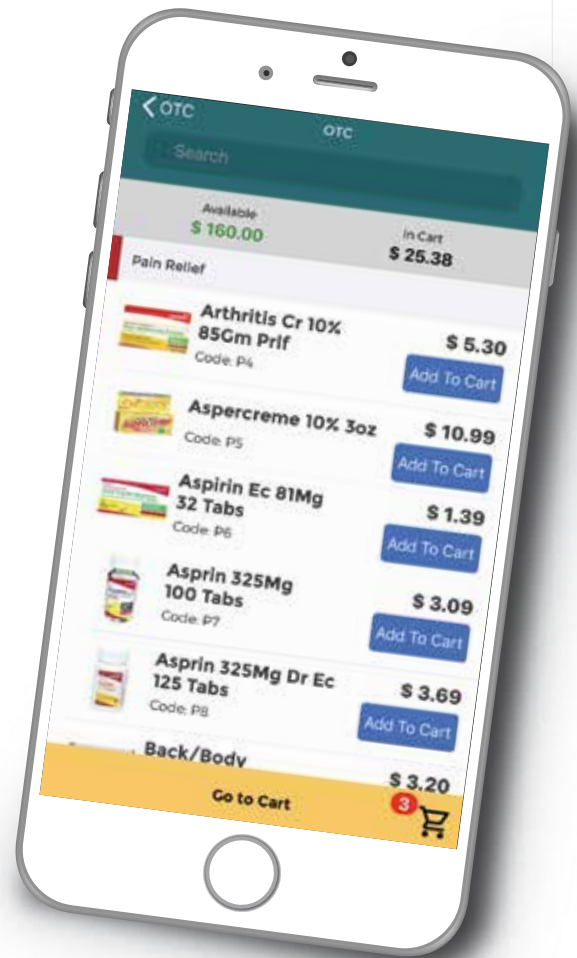 OTC
OTC
Search
Available
$ 160.00
In Cart
$ 25.38
Pain Relief
Arthritis Cr 10%
85Gm Prif
Code: P4
$ 5.30
Add To Cart
Aspercreme 10% 3oz
Code: P5
$ 10.99
Add To Cart
Aspirin Ec 81Mg
32 Tabs
Code: P6
$ 1.39
Add To Cart
Asprin 325Mg
100 Tabs
Code: P7
$ 3.09
Add To Cart
Asprin 325Mg Dr Ec
125 Tabs
Code: P8
$ 3.69
Add To Cart
Back/Body
$ 3.20
Go to Cart
3